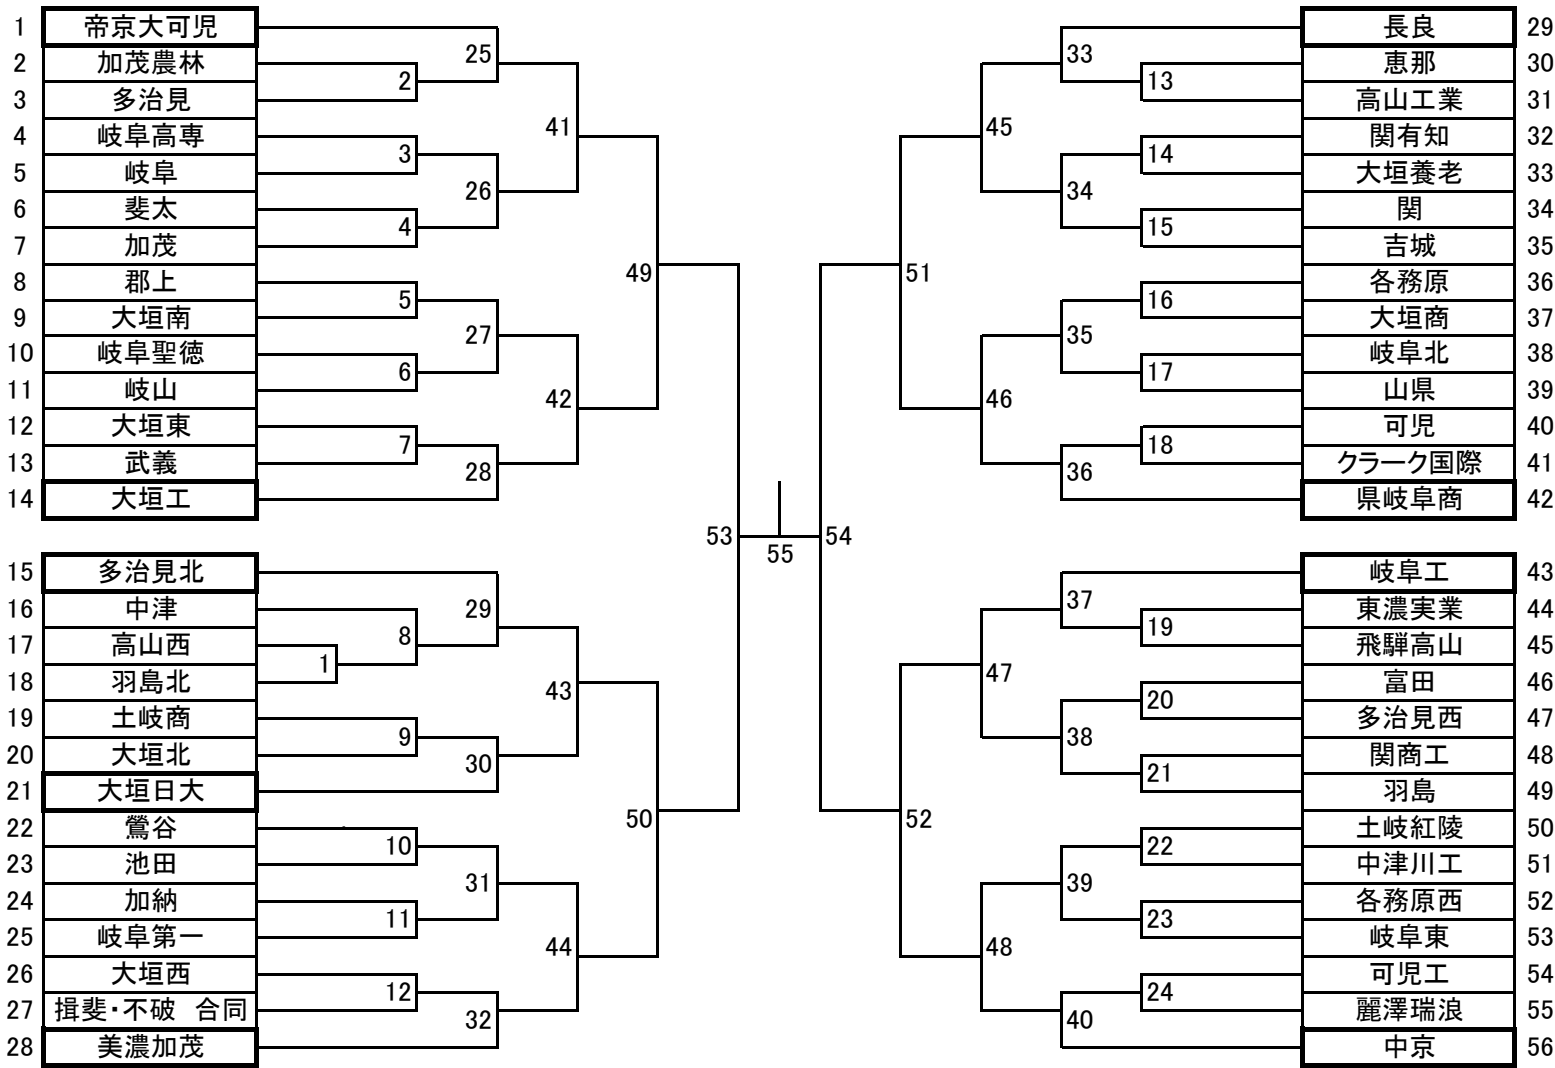 1 帝京大可児
2 加茂農林
3 多治見
4 岐阜高専
5 岐阜
6 斐太
7 加茂
8 郡上
9 大垣南
10 岐阜聖徳
11 岐山
12 大垣東
13 武義
14 大垣工
15 多治見北
16 中津
17 高山西
18 羽島北
19 土岐商
20 大垣北
21 大垣日大
22 鶯谷
23 池田
24 加納
25 岐阜第一
26 大垣西
27 揖斐・不破　合同
28 美濃加茂
1
2
3
4
5
6
7
8
9
10
11
12
25
26
27
28
29
30
31
32
41
42
43
44
49
50
53
55
54
51
52
45
46
47
48
33
34
35
36
37
38
39
40
13
14
15
16
17
18
19
20
21
22
23
24
長良 29
恵那 30
高山工業 31
関有知 32
大垣養老 33
関 34
吉城 35
各務原 36
大垣商 37
岐阜北 38
山県 39
可児 40
クラーク国際 41
県岐阜商 42
岐阜工 43
東濃実業 44
飛騨高山 45
富田 46
多治見西 47
関商工 48
羽島 49
土岐紅陵 50
中津川工 51
各務原西 52
岐阜東 53
可児工 54
麗澤瑞浪 55
中京 56